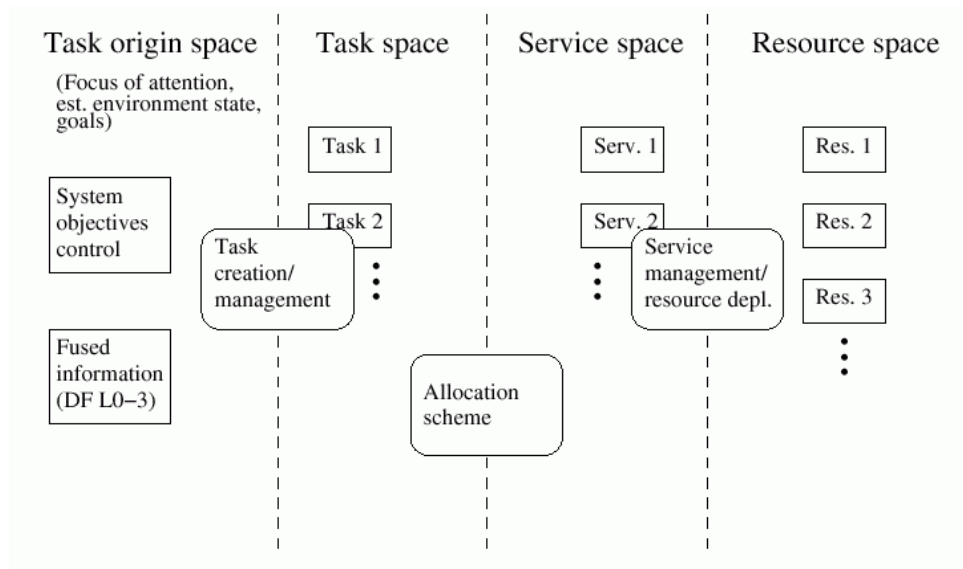 Task origin space
Task space
Service space
Resource space
(Focus of attention,
est. environment state,
goals)
System
objectives
control
Fused
information
(DF L0−3)
Task
creation/
management
Task 1
Task 2
Allocation
scheme
Serv. 1
Serv. 2
Service
management/
resource depl.
Res. 1
Res. 2
Res. 3